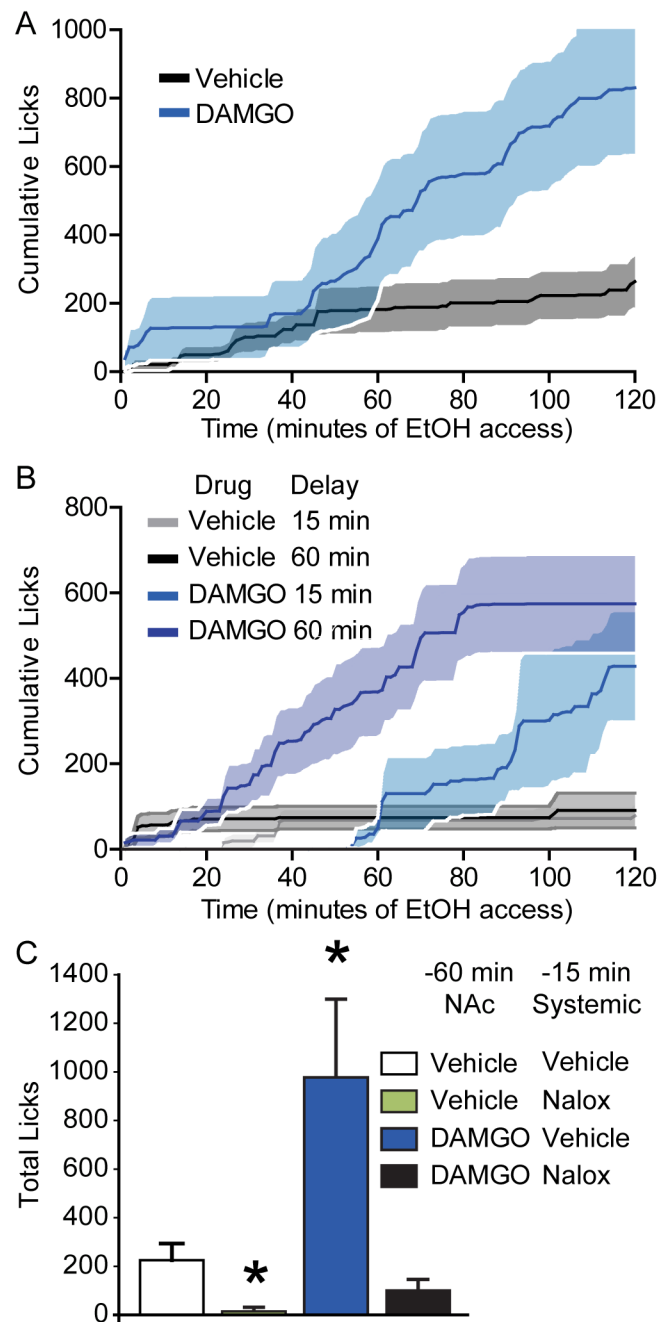 A
1000
800
600
400
200
0
Cumulative Licks
Vehicle
DAMGO
0 20 40 60 80 100 120
Time (minutes of EtOH access)
B
800
600
400
200
0
Cumulative Licks
Drug Delay
Vehicle 15 min
Vehicle 60 min
DAMGO 15 min
DAMGO 60 min
0 20 40 60 80 100 120
Time (minutes of EtOH access)
C
1400
1200
1000
800
600
400
200
0
Total Licks
*
*
-60 min -15 min
NAc Systemic
Vehicle Vehicle
Vehicle Nalox
DAMGO Vehicle
DAMGO Nalox